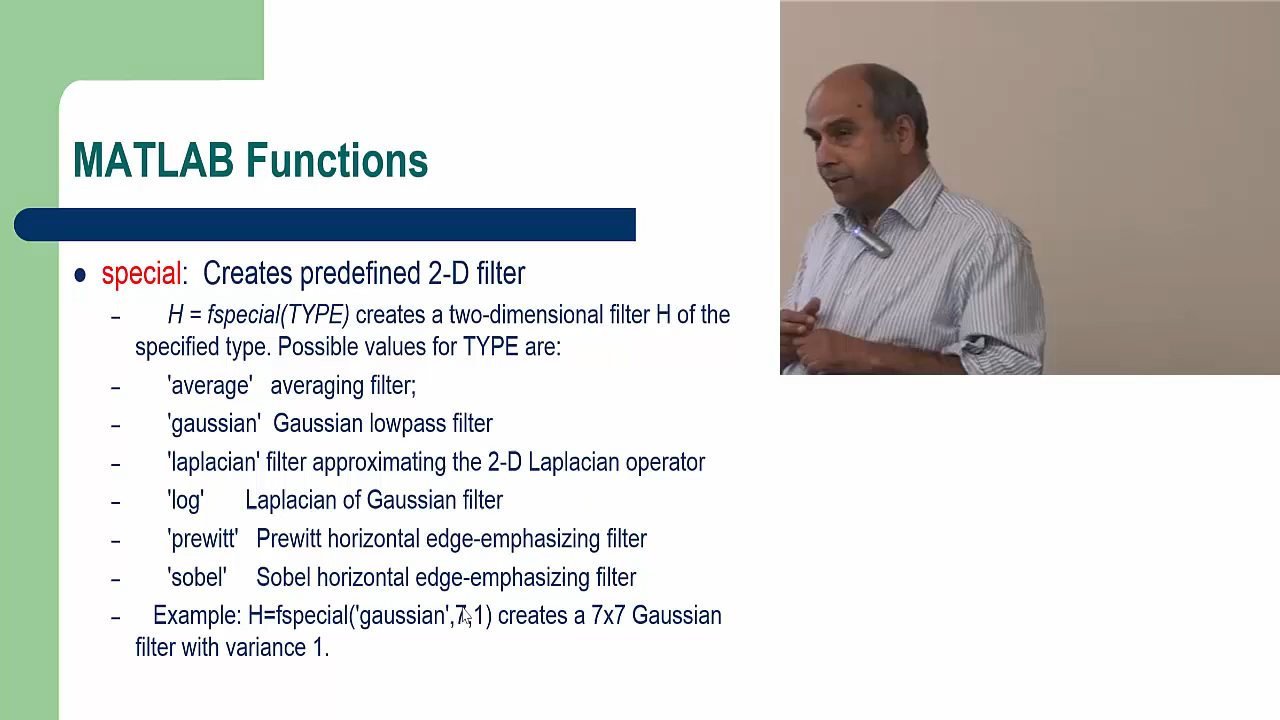 MATLAB Functions
special: Creates predefined 2-D filter
H = fspecial(TYPE) creates a two-dimensional filter H of the
specified type. Possible values for TYPE are:
'average' averaging filter;
'gaussian' Gaussian lowpass filter
'laplacian' filter approximating the 2-D Laplacian operator
'log' Laplacian of Gaussian filter
'prewitt' Prewitt horizontal edge-emphasizing filter
'sobel' Sobel horizontal edge-emphasizing filter
Example: H=fspecial('gaussian',7,1) creates a 7x7 Gaussian
filter with variance 1.